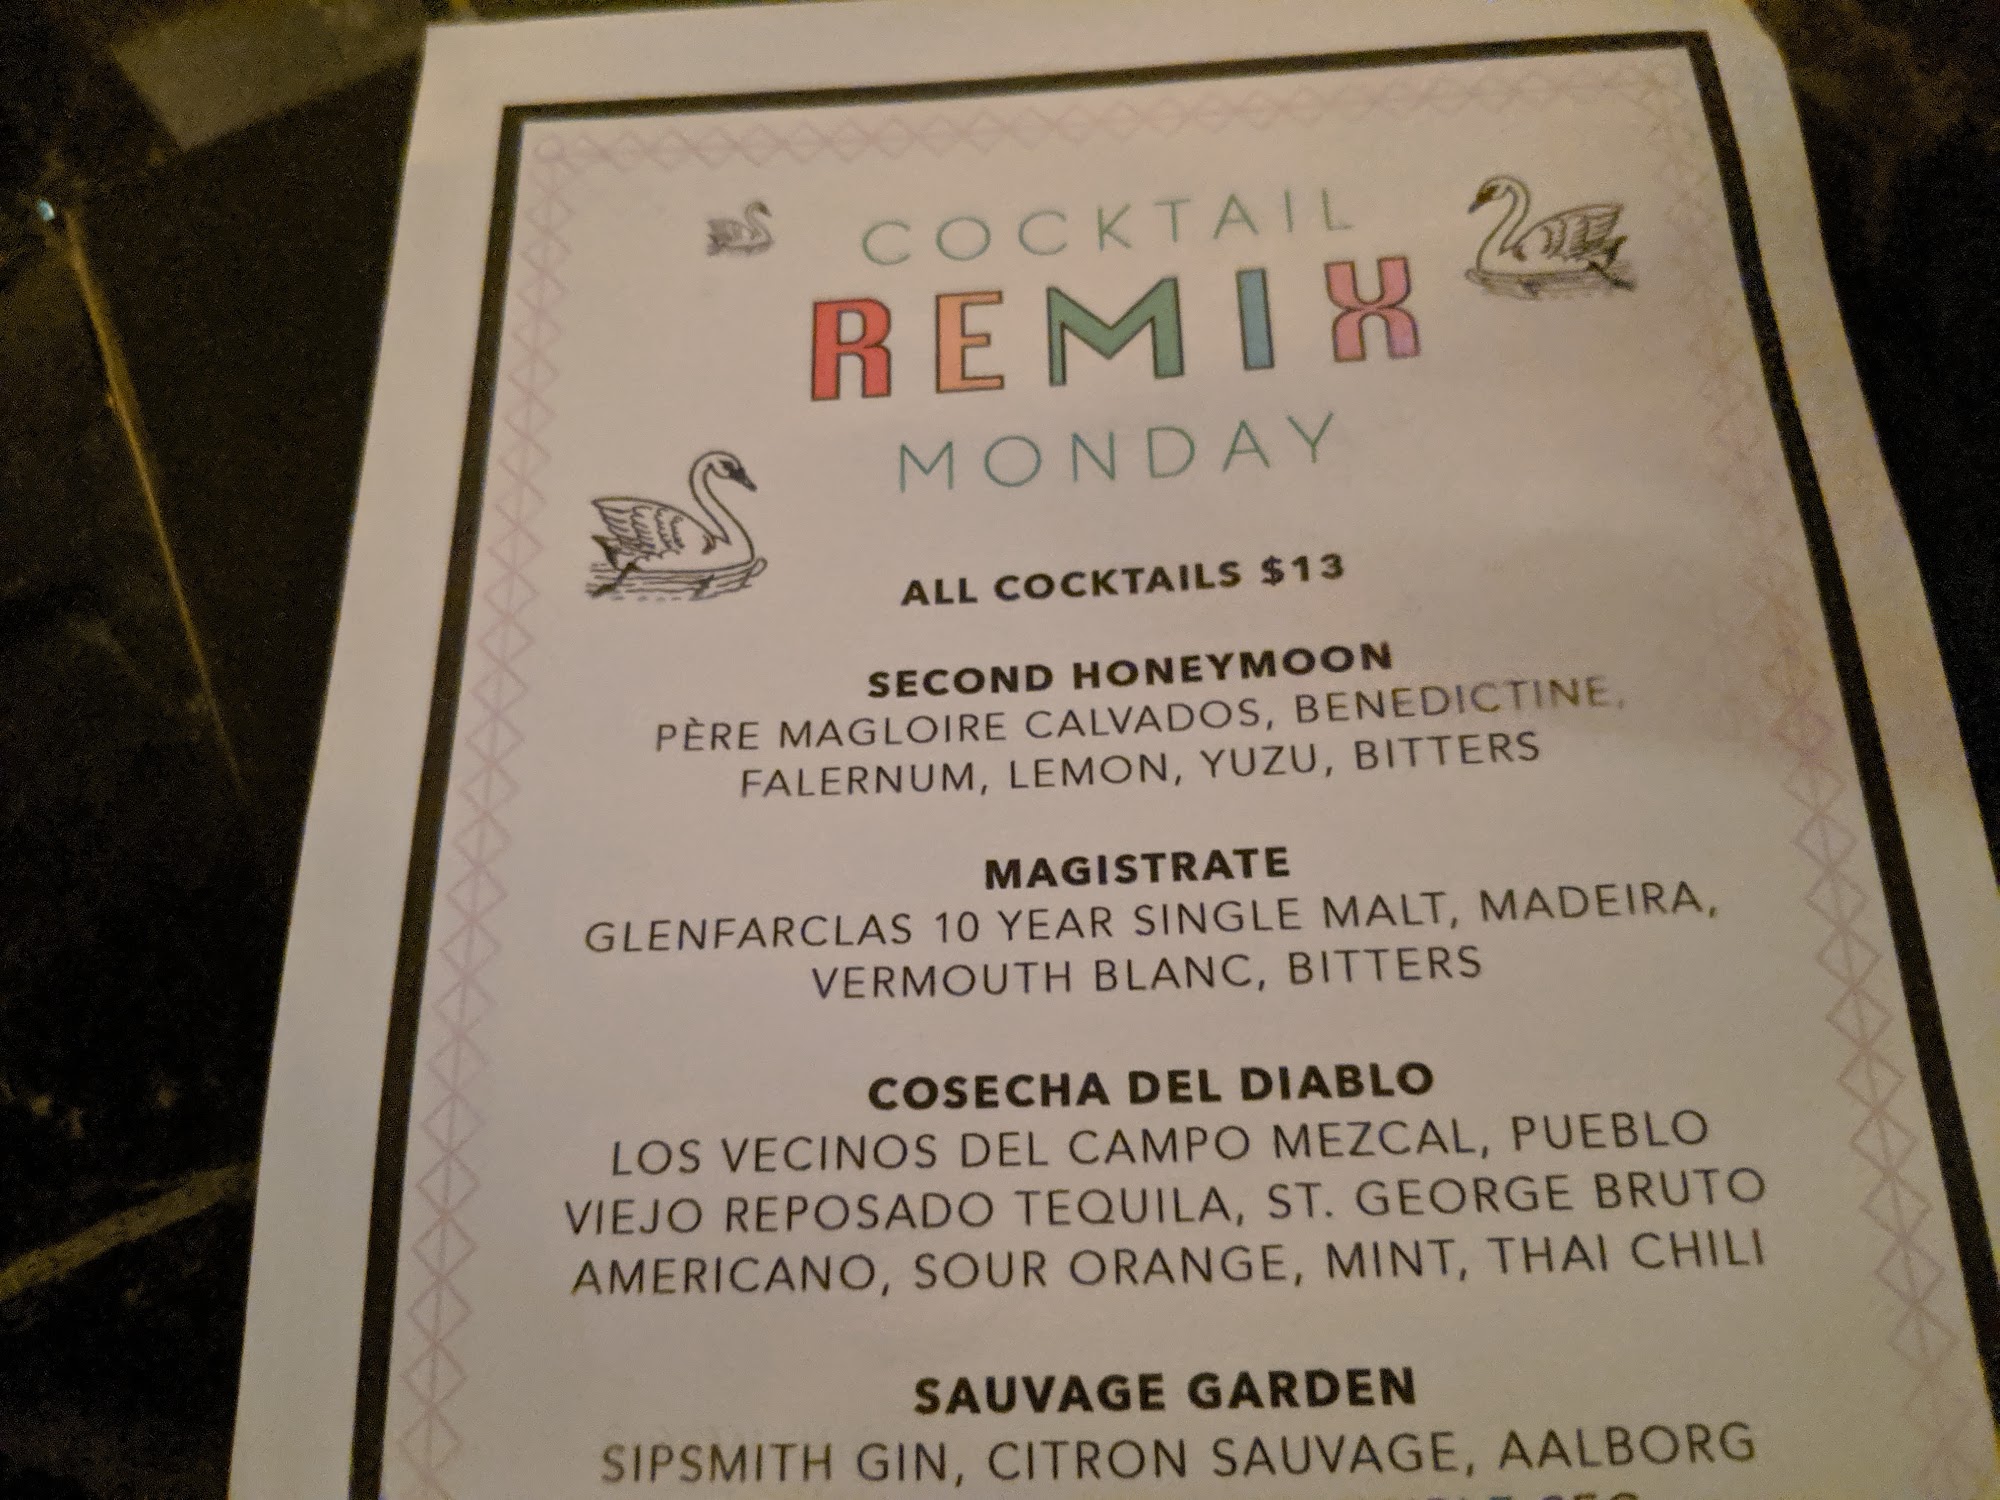 COCKTAIL
REMIX
MONDAY
ALL COCKTAILS $13
SECOND HONEYMOON
PÈRE MAGLOIRE CALVADOS, BENEDICTINE,
FALERNUM, LEMON, YUZU, BITTERS
MAGISTRATE
GLENFARCLAS 10 YEAR SINGLE MALT, MADEIRA,
VERMOUTH BLANC, BITTERS
COSECHA DEL DIABLO
LOS VECINOS DEL CAMPO MEZCAL, PUEBLO
VIEJO REPOSADO TEQUILA, ST. GEORGE BRUTO
AMERICANO, SOUR ORANGE, MINT, THAI CHILI
SAUVAGE GARDEN
SIPSMITH GIN, CITRON SAUVAGE, AALBORG